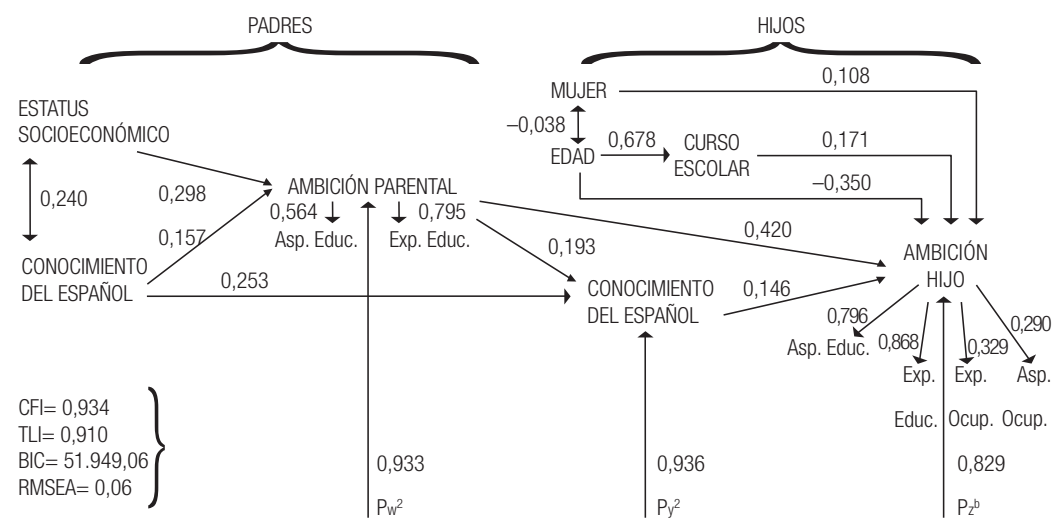 PADRES
HIJOS
0,108
MUJER
ESTATUS
SOCIOECONÓMICO
–0,038
EDAD
0,678
CURSO
ESCOLAR
0,171
–0,350
0,240
0,298
0,157
AMBICIÓN PARENTAL
0,564
0,795
Asp. Educ.
Exp. Educ.
0,420
0,193
AMBICIÓN
HIJO
CONOCIMIENTO
DEL ESPAÑOL
0,253
CONOCIMIENTO
DEL ESPAÑOL
0,146
0,796
0,868
0,329
0,290
Asp. Educ.
Exp.
Educ.
Exp.
Ocup.
Asp.
Ocup.
CFI= 0,934
TLI= 0,910
BIC= 51.949,06
RMSEA= 0,06
0,933
0,936
0,829
Pw²
Py²
Pzᵇ